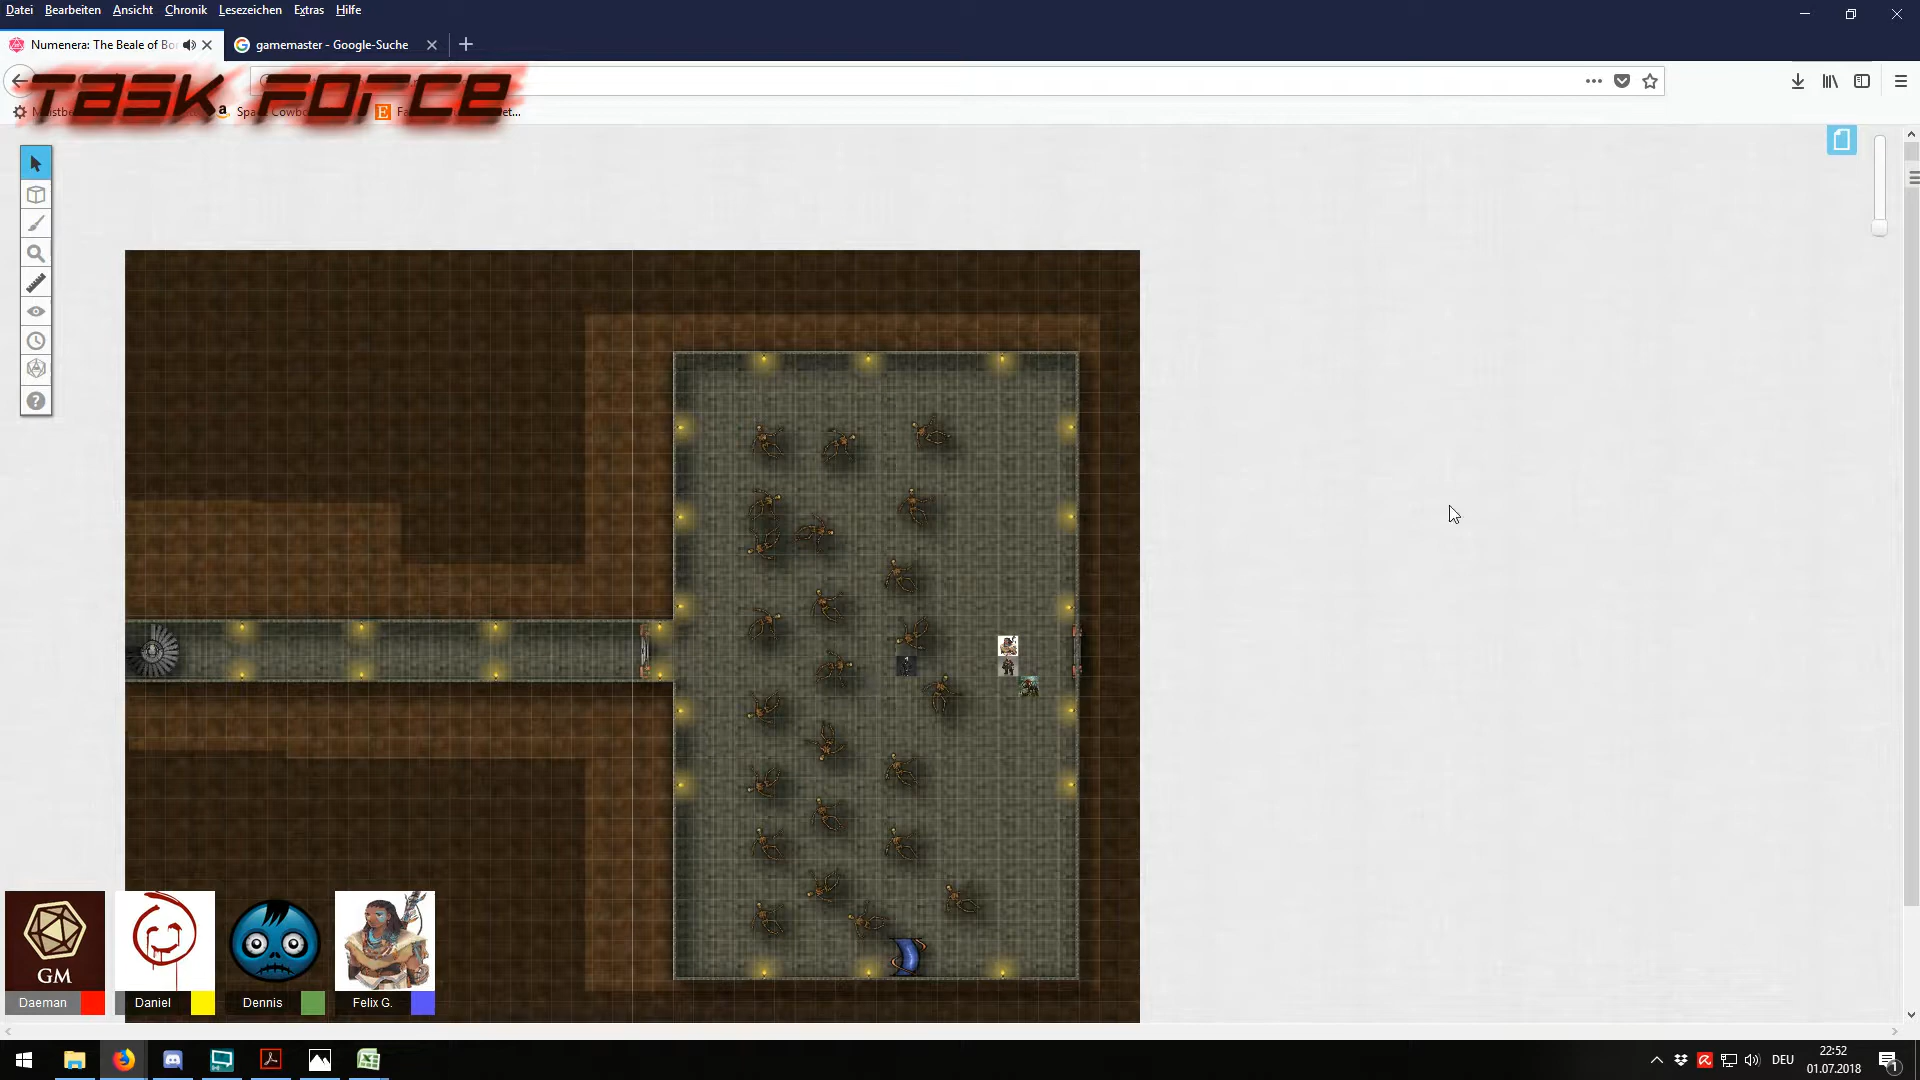 Datei Bearbeiten Ansicht Chronik Lesezeichen Extras Hilfe
Numenera: The Beale of Bo
gamemaster - Google-Suche
Task Force
a
E
?
GM
Daeman
Daniel
Dennis
Felix G.
DEU
22:52
01.07.2018
1